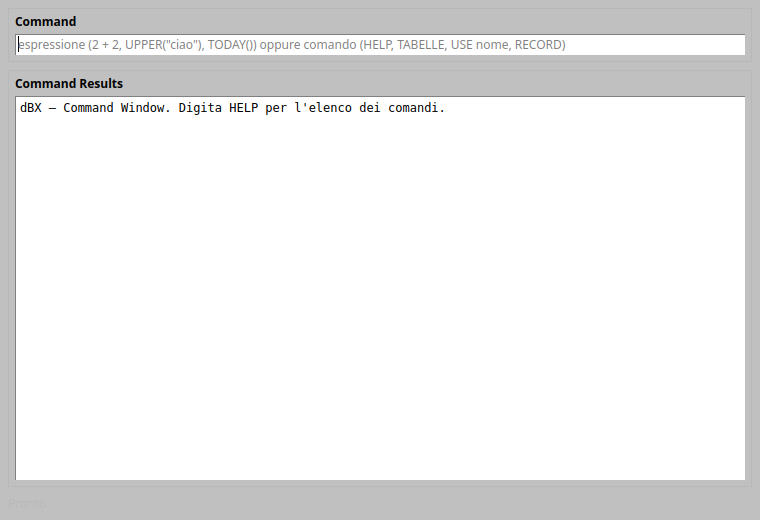 Command
espressione (2 + 2, UPPER("ciao"), TODAY()) oppure comando (HELP, TABELLE, USE nome, RECORD)
Command Results
dBX — Command Window. Digita HELP per l'elenco dei comandi.
Pronto